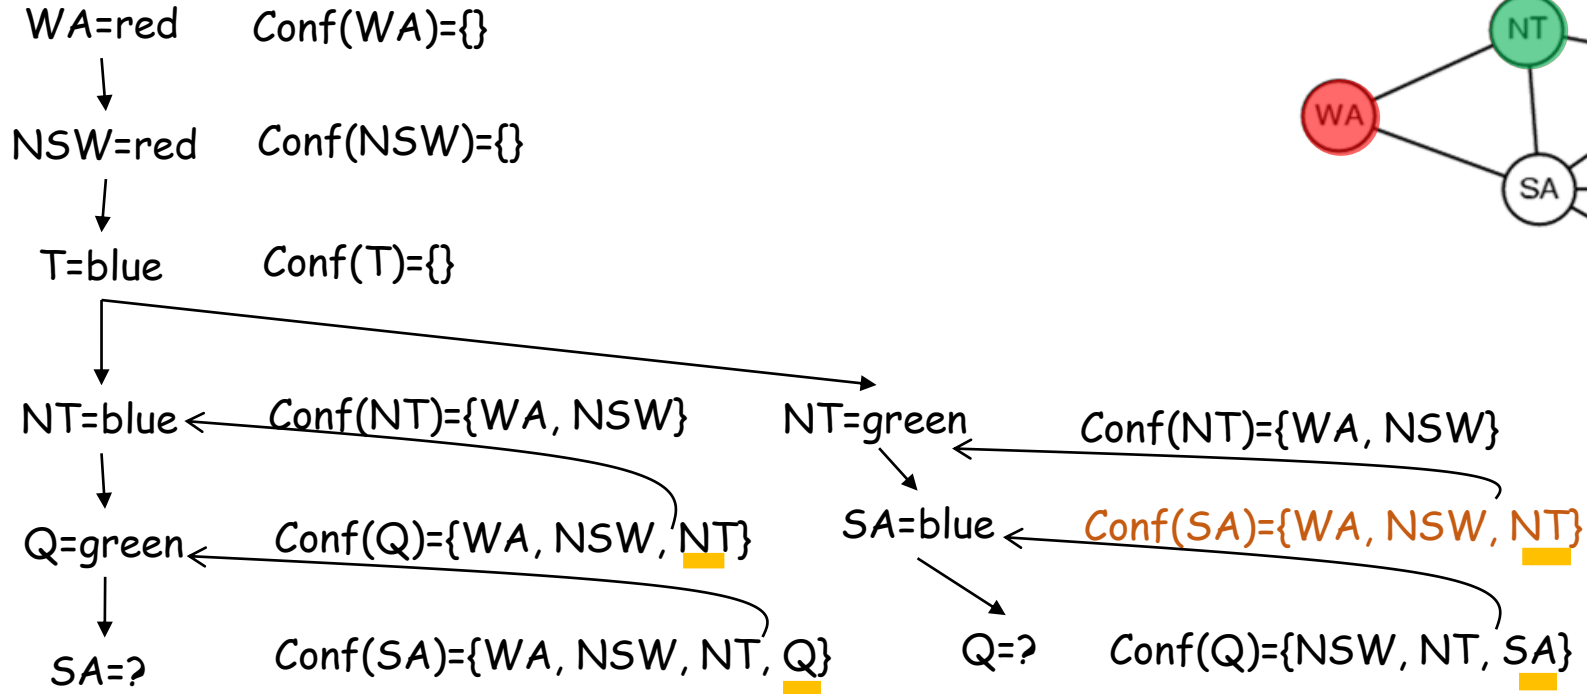 WA=red Conf(WA)={}
NT
WA
NSW=red Conf(NSW)={}
SA
T=blue Conf(T)={}
NT=blue Conf(NT)={WA, NSW} NT=green Conf(NT)={WA, NSW}
Q=green Conf(Q)={WA, NSW, NT} SA=blue Conf(SA)={WA, NSW, NT}
SA=? Conf(SA)={WA, NSW, NT, Q} Q=? Conf(Q)={NSW, NT, SA}